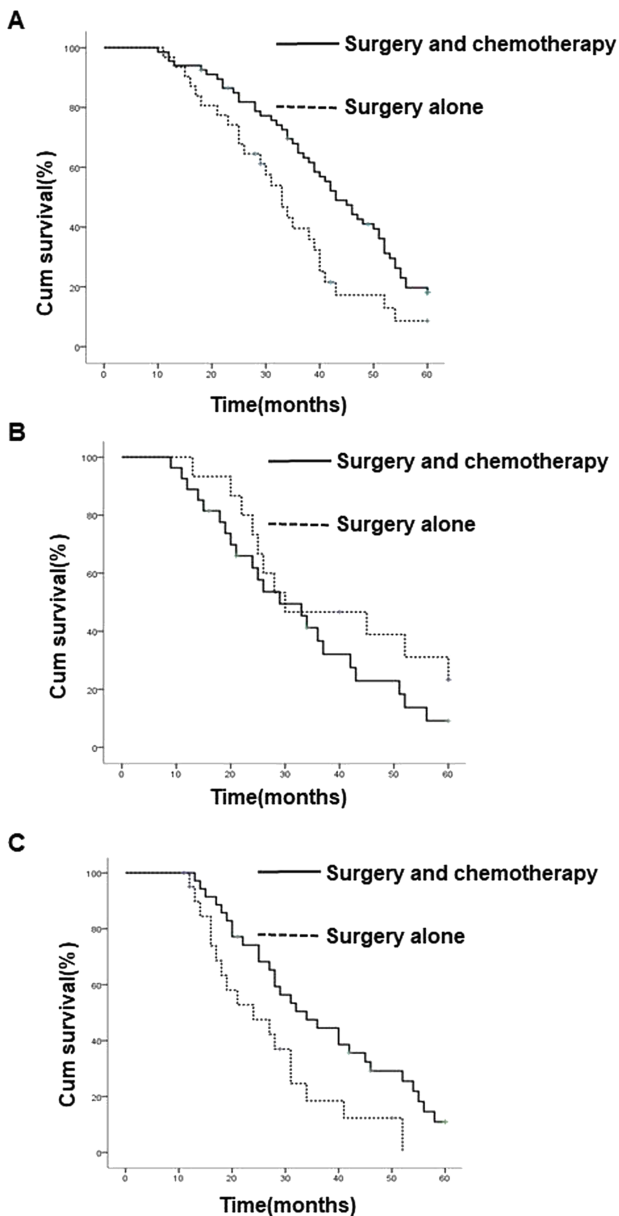 A
Surgery and chemotherapy
Surgery alone
Cum survival(%)
100
80
60
40
20
0
0 10 20 30 40 50 60
Time(months)
B
Surgery and chemotherapy
Surgery alone
Cum survival(%)
100
80
60
40
20
0
0 10 20 30 40 50 60
Time(months)
C
Surgery and chemotherapy
Surgery alone
Cum survival(%)
100
80
60
40
20
0
0 10 20 30 40 50 60
Time(months)